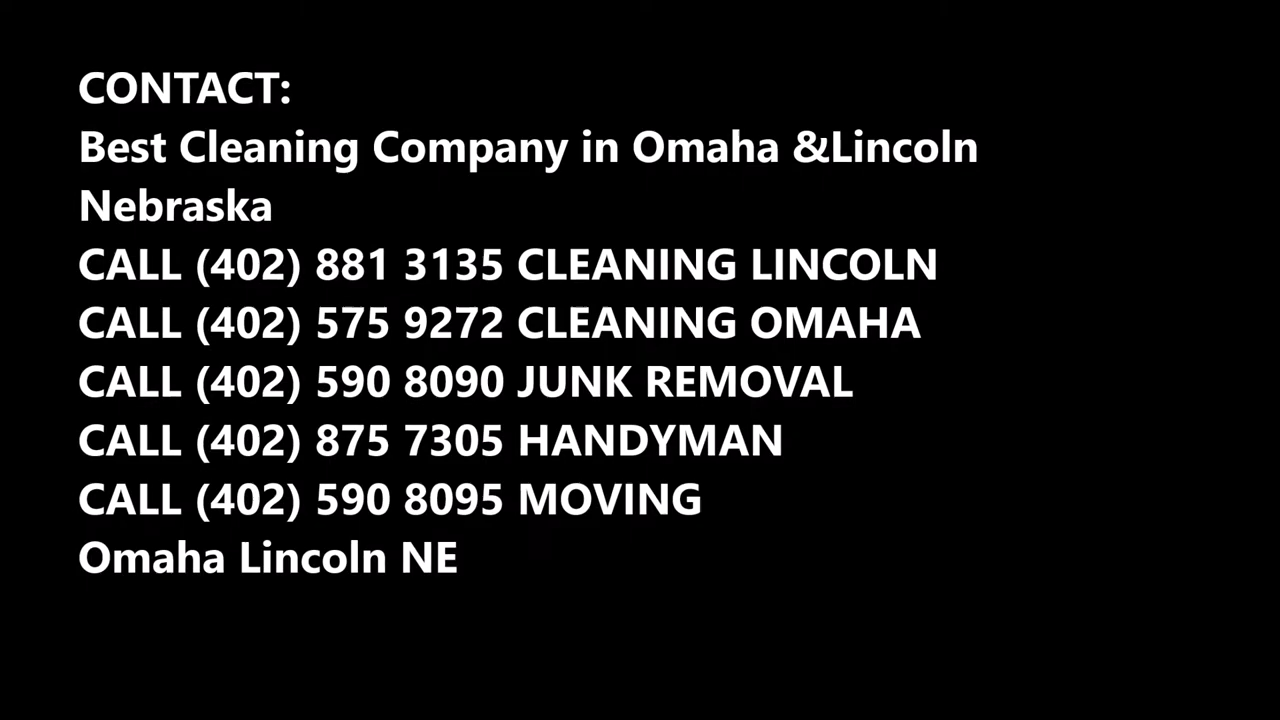 CONTACT:
Best Cleaning Company in Omaha &Lincoln
Nebraska
CALL (402) 881 3135 CLEANING LINCOLN
CALL (402) 575 9272 CLEANING OMAHA
CALL (402) 590 8090 JUNK REMOVAL
CALL (402) 875 7305 HANDYMAN
CALL (402) 590 8095 MOVING
Omaha Lincoln NE